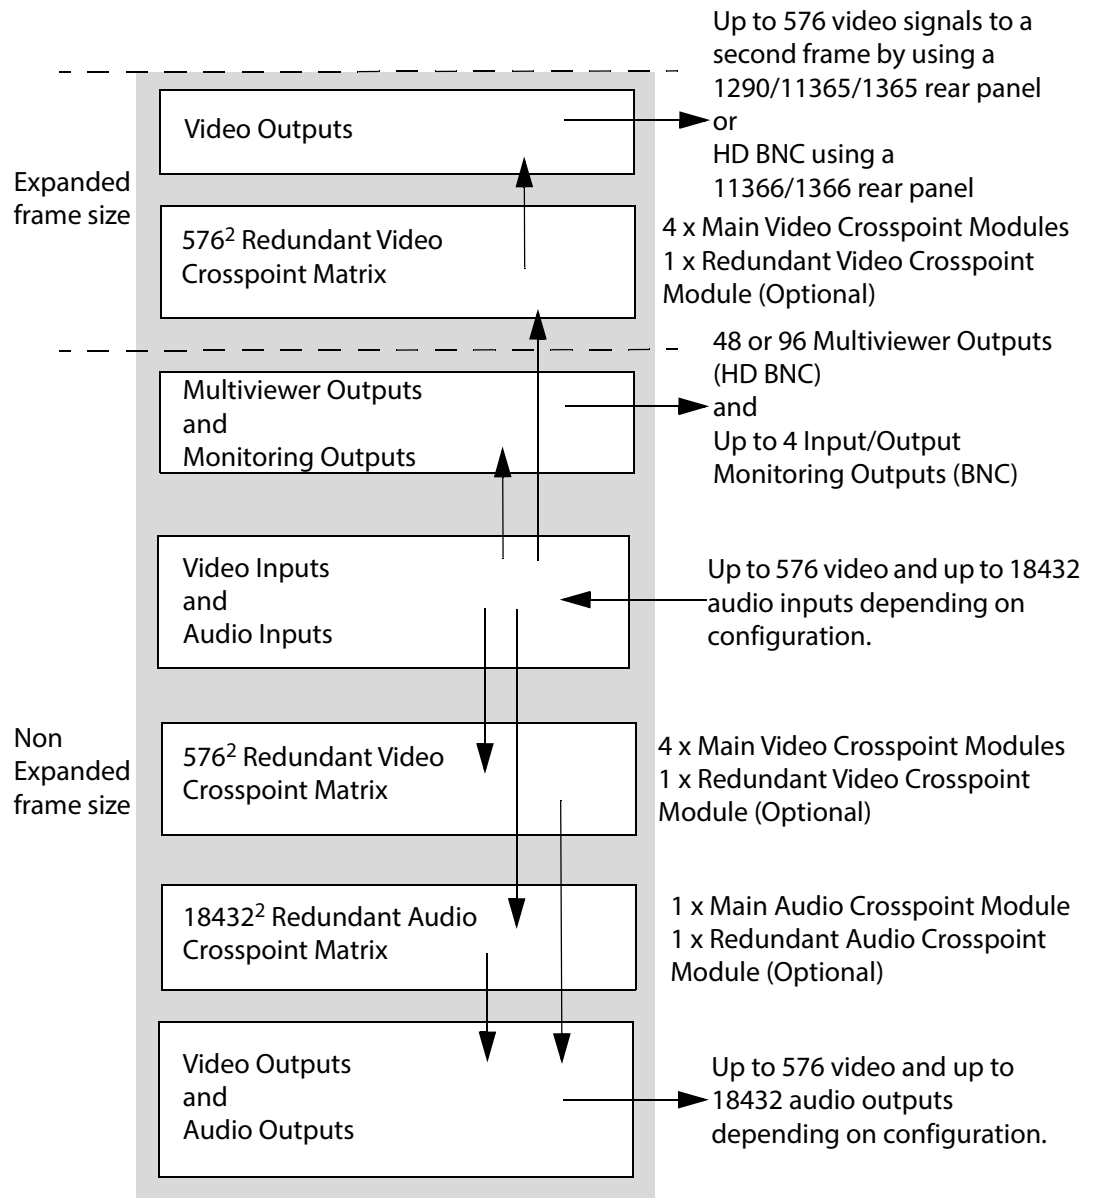 Up to 576 video signals to a
second frame by using a
1290/11365/1365 rear panel
or
HD BNC using a
11366/1366 rear panel
Video Outputs
Expanded
frame size
576² Redundant Video
Crosspoint Matrix
4 x Main Video Crosspoint Modules
1 x Redundant Video Crosspoint
Module (Optional)
48 or 96 Multiviewer Outputs
(HD BNC)
and
Up to 4 Input/Output
Monitoring Outputs (BNC)
Multiviewer Outputs
and
Monitoring Outputs
Video Inputs
and
Audio Inputs
Up to 576 video and up to 18432
audio inputs depending on
configuration.
Non
Expanded
frame size
576² Redundant Video
Crosspoint Matrix
4 x Main Video Crosspoint Modules
1 x Redundant Video Crosspoint
Module (Optional)
18432² Redundant Audio
Crosspoint Matrix
1 x Main Audio Crosspoint Module
1 x Redundant Audio Crosspoint
Module (Optional)
Video Outputs
and
Audio Outputs
Up to 576 video and up to
18432 audio outputs
depending on configuration.